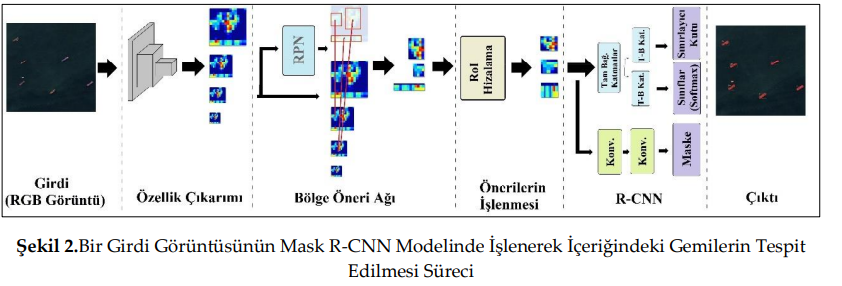 RPN
RoI
Hizalama
Tam Bağ.
Katmanlar
T-B Kat.
T-B Kat.
Sınırlayıcı
Kutu
Sınıflar
(Softmax)
Konv.
Konv.
Maske
Girdi
(RGB Görüntü)
Özellik Çıkarımı
Bölge Öneri Ağı
Önerilerin
İşlenmesi
R-CNN
Çıktı
Şekil 2.Bir Girdi Görüntüsünün Mask R-CNN Modelinde İşlenerek İçeriğindeki Gemilerin Tespit
Edilmesi Süreci